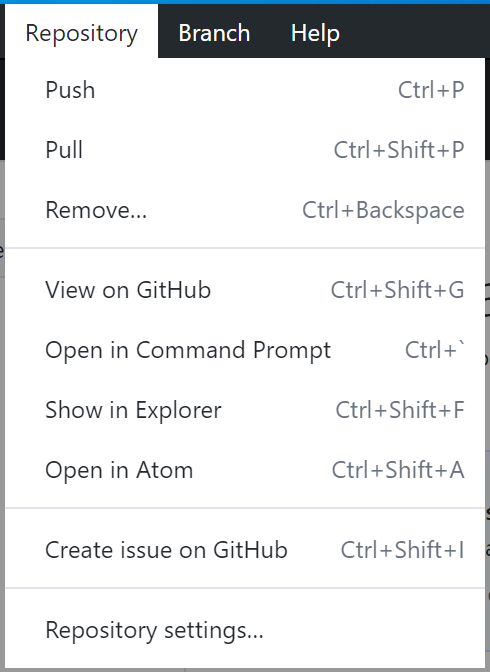 Repository Branch Help
Push Ctrl+P
Pull Ctrl+Shift+P
Remove... Ctrl+Backspace
View on GitHub Ctrl+Shift+G
Open in Command Prompt Ctrl+`
Show in Explorer Ctrl+Shift+F
Open in Atom Ctrl+Shift+A
Create issue on GitHub Ctrl+Shift+I
Repository settings...